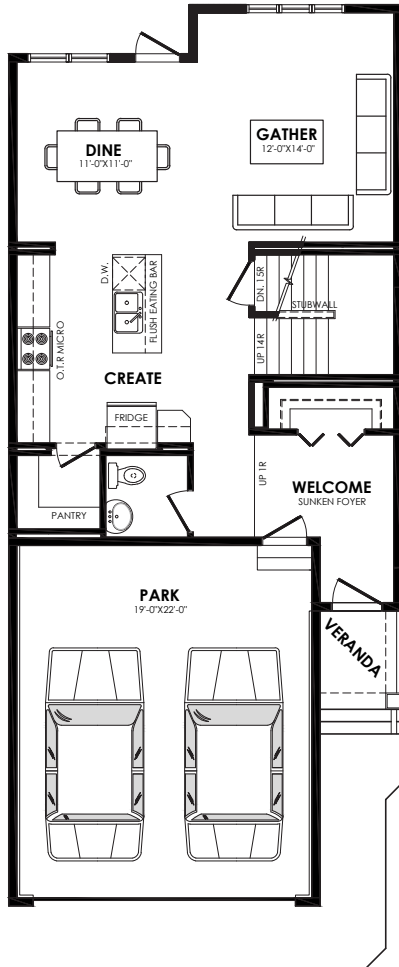 DINE
11'-0"X11'-0"
GATHER
12'-0"X14'-0"
D.W.
FLUSH EATING BAR
O.T.R MICRO
CREATE
FRIDGE
DN. 15R
STUBWALL
UP 14R
UP 1R
WELCOME
SUNKEN FOYER
PANTRY
PARK
19'-0"X22'-0"
VERANDA